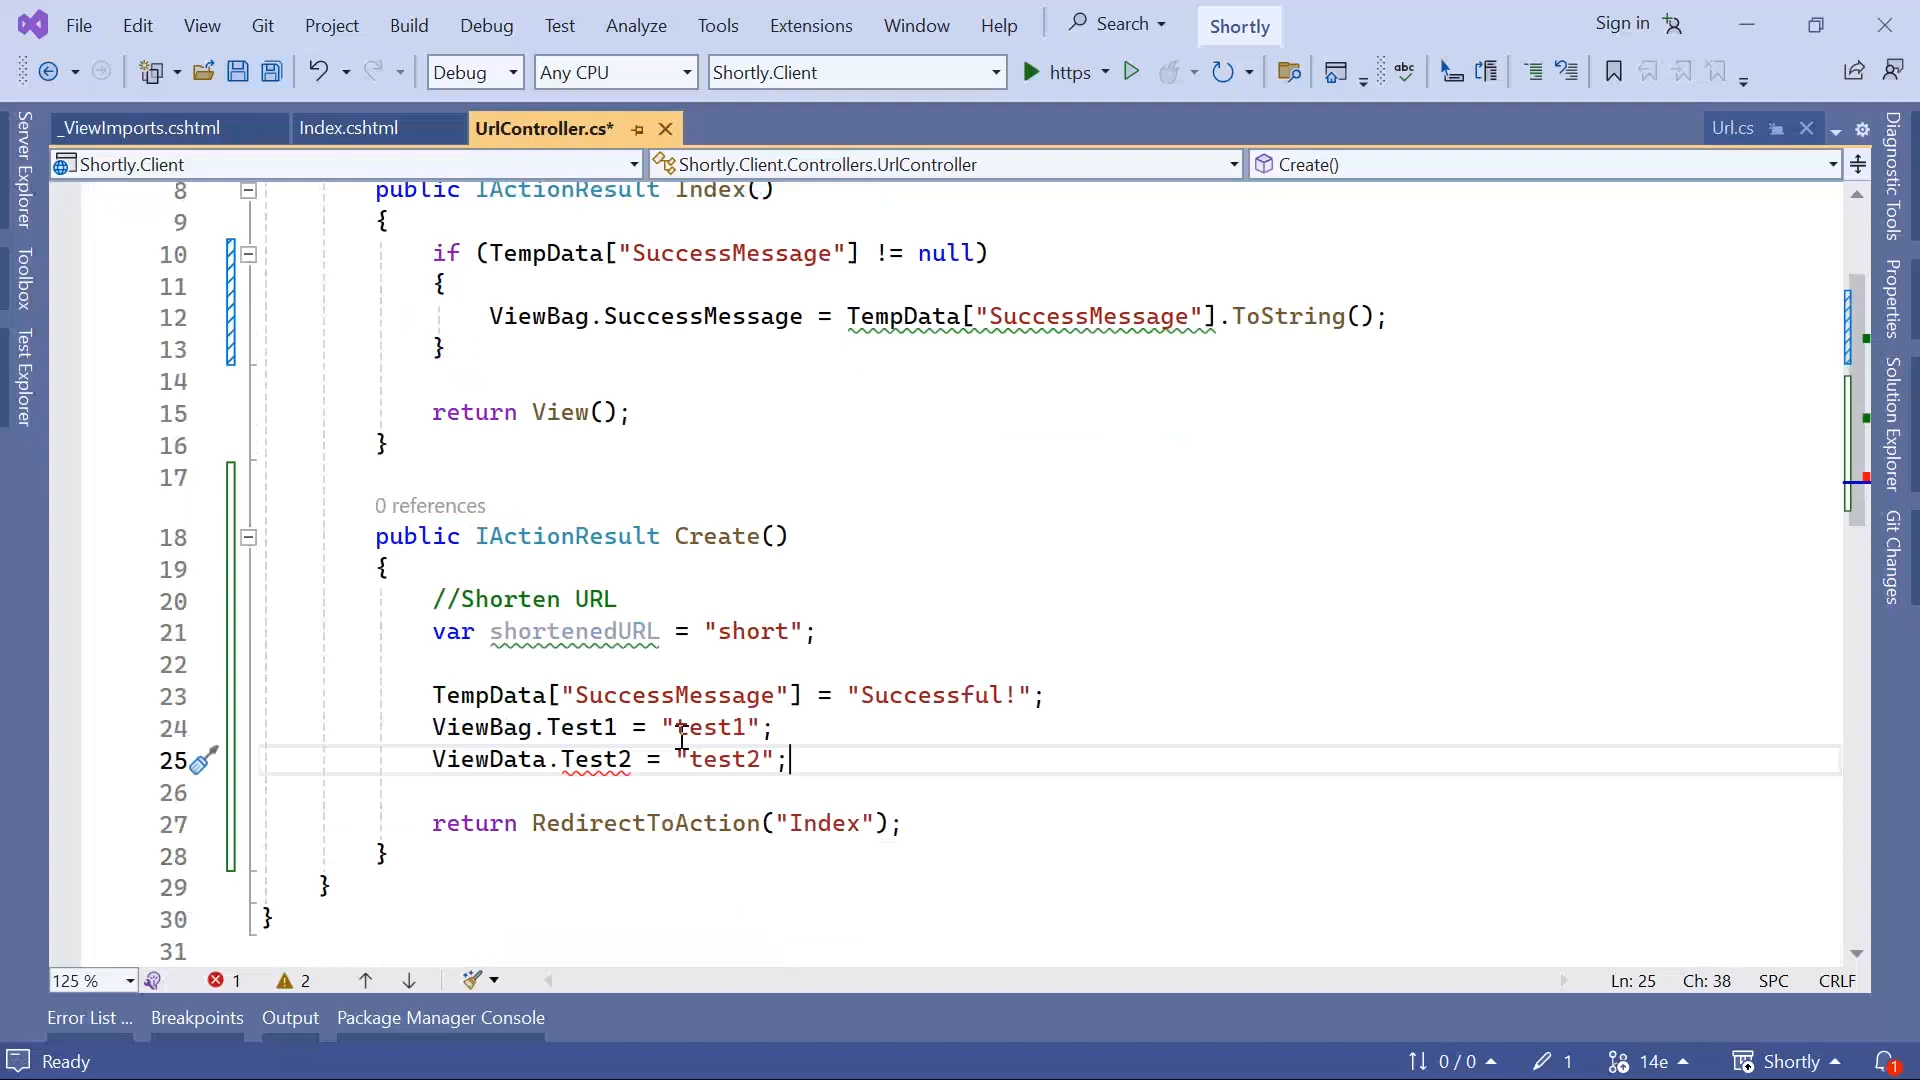 File Edit View Git Project Build Debug Test Analyze Tools Extensions Window Help Search Shortly Sign in
Debug Any CPU Shortly.Client https abc
_ViewImports.cshtml Index.cshtml UrlController.cs* Url.cs
Shortly.Client Shortly.Client.Controllers.UrlController Create()
Server Explorer
Toolbox
Test Explorer
8 public IActionResult Index()
9 {
10 if (TempData["SuccessMessage"] != null)
11 {
12 ViewBag.SuccessMessage = TempData["SuccessMessage"].ToString();
13 }
14
15 return View();
16 }
17
0 references
18 public IActionResult Create()
19 {
20 //Shorten URL
21 var shortenedURL = "short";
22
23 TempData["SuccessMessage"] = "Successful!";
24 ViewBag.Test1 = "test1";
25 ViewData.Test2 = "test2";
26
27 return RedirectToAction("Index");
28 }
29 }
30 }
31
Diagnostic Tools
Properties
Solution Explorer
Git Changes
125 % 1 2 Ln: 25 Ch: 38 SPC CRLF
Error List ... Breakpoints Output Package Manager Console
Ready 0 / 0 1 14e Shortly 1